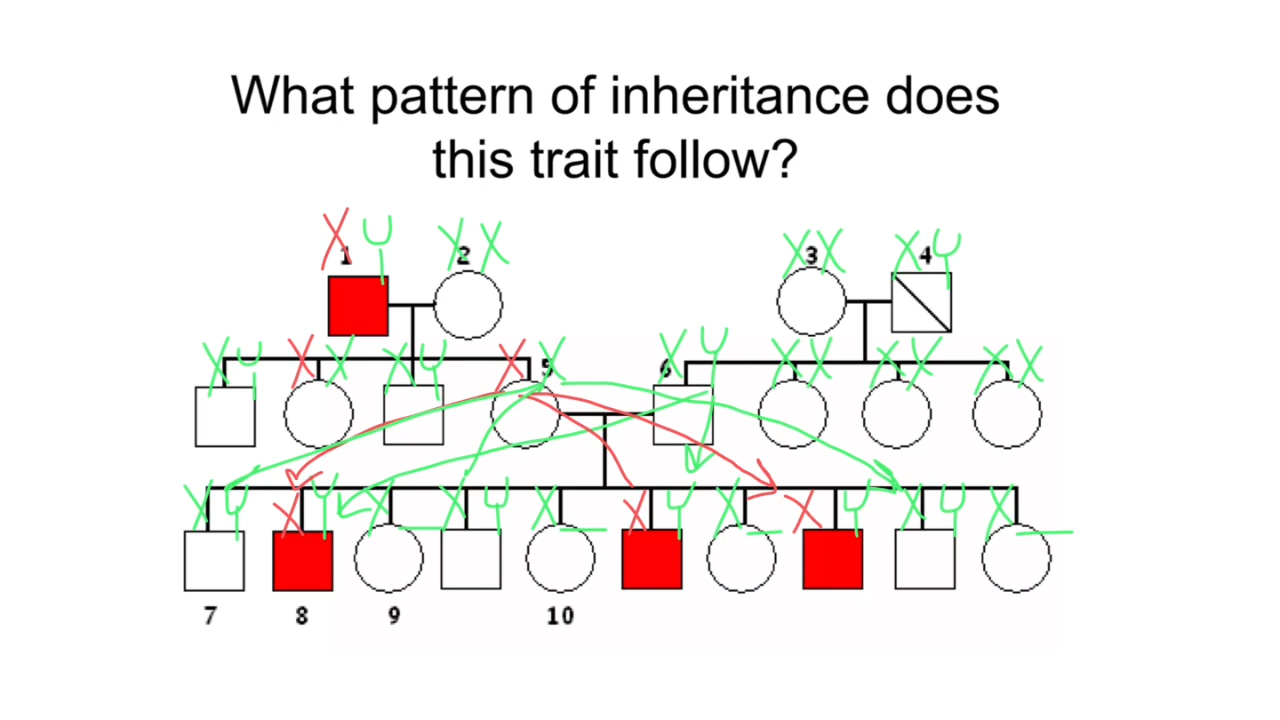 What pattern of inheritance does
this trait follow?
X Y X X X X X Y
1 2 3 4
X Y X X X Y X X X Y X X X X X X
5 6
X Y X Y X X Y X X Y X X Y X Y X
7 8 9 10